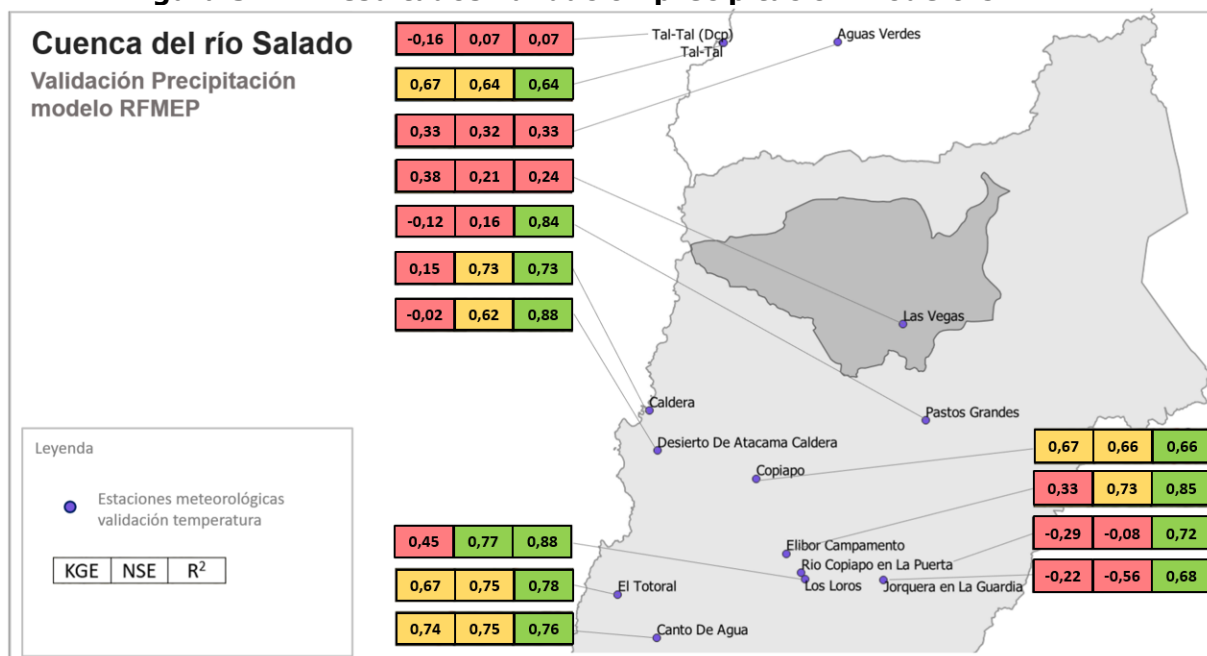 Cuenca del río Salado
Validación Precipitación
modelo RFMEP
-0,16 0,07 0,07
Tal-Tal (Dcp)
Tal-Tal
Aguas Verdes
0,67 0,64 0,64
0,33 0,32 0,33
0,38 0,21 0,24
-0,12 0,16 0,84
0,15 0,73 0,73
-0,02 0,62 0,88
Las Vegas
Caldera
Pastos Grandes
Desierto De Atacama Caldera
Copiapo
0,67 0,66 0,66
0,33 0,73 0,85
-0,29 -0,08 0,72
-0,22 -0,56 0,68
Leyenda
Estaciones meteorológicas
validación temperatura
KGE NSE R²
0,45 0,77 0,88
0,67 0,75 0,78
0,74 0,75 0,76
Elibor Campamento
Rio Copiapo en La Puerta
Los Loros
Jorquera en La Guardia
El Totoral
Canto De Agua